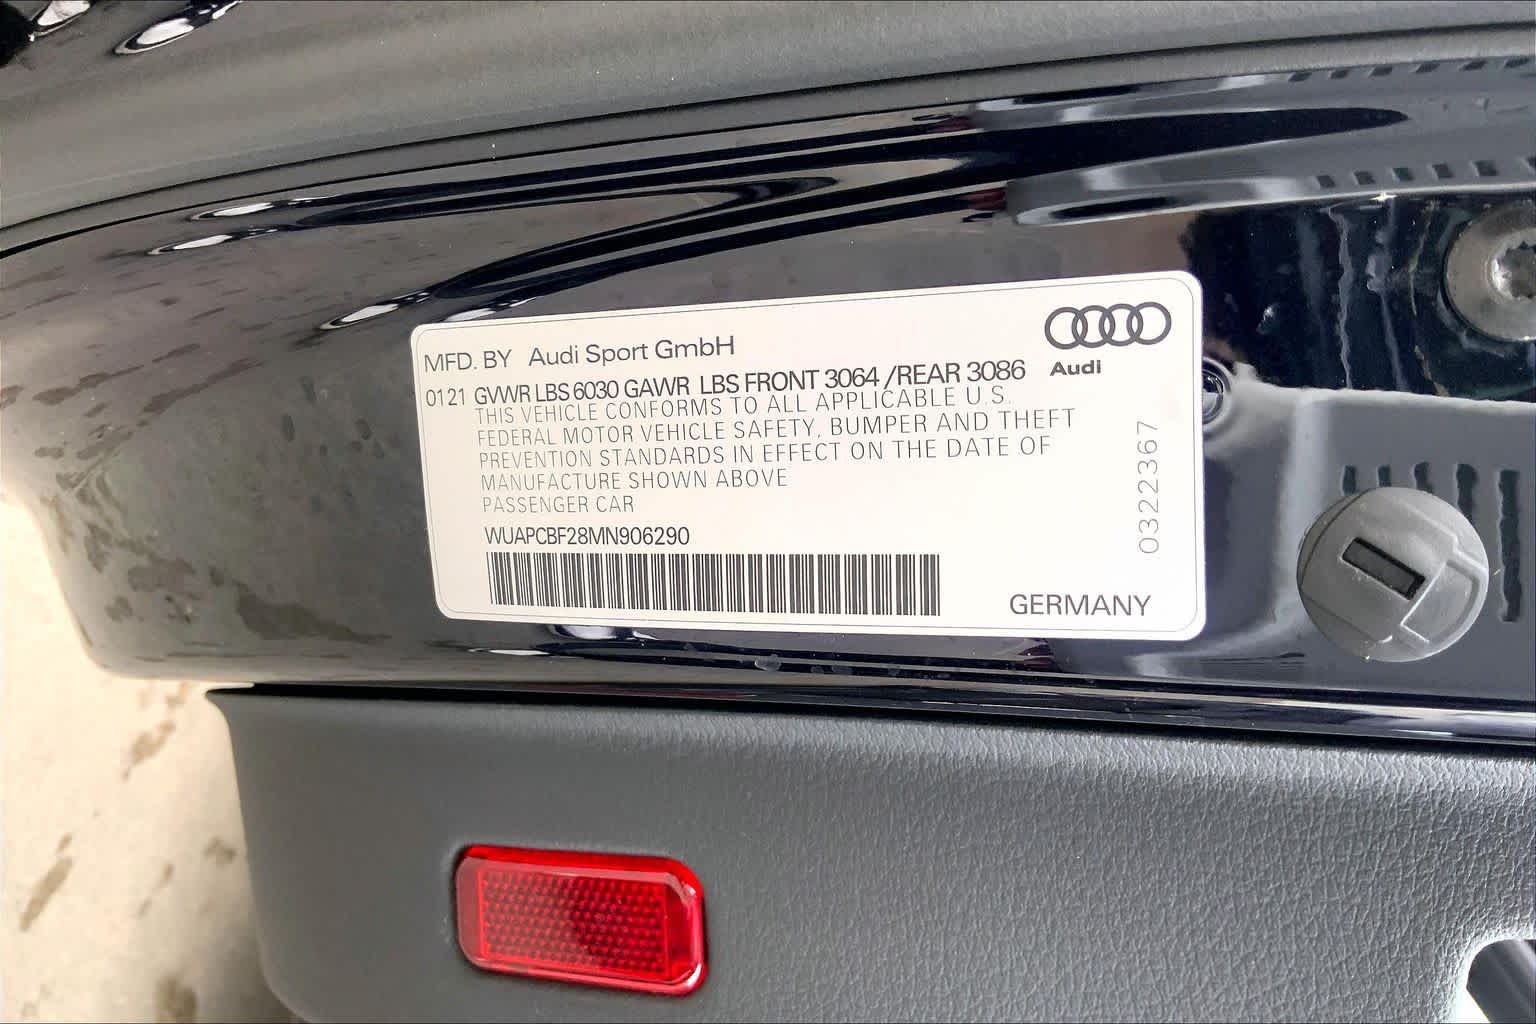 MFD. BY Audi Sport GmbH
Audi
0121 GVWR LBS 6030 GAWR LBS FRONT 3064 /REAR 3086
THIS VEHICLE CONFORMS TO ALL APPLICABLE U.S.
FEDERAL MOTOR VEHICLE SAFETY, BUMPER AND THEFT
PREVENTION STANDARDS IN EFFECT ON THE DATE OF
MANUFACTURE SHOWN ABOVE
PASSENGER CAR
WUAPCBF28MN906290
GERMANY
0322367